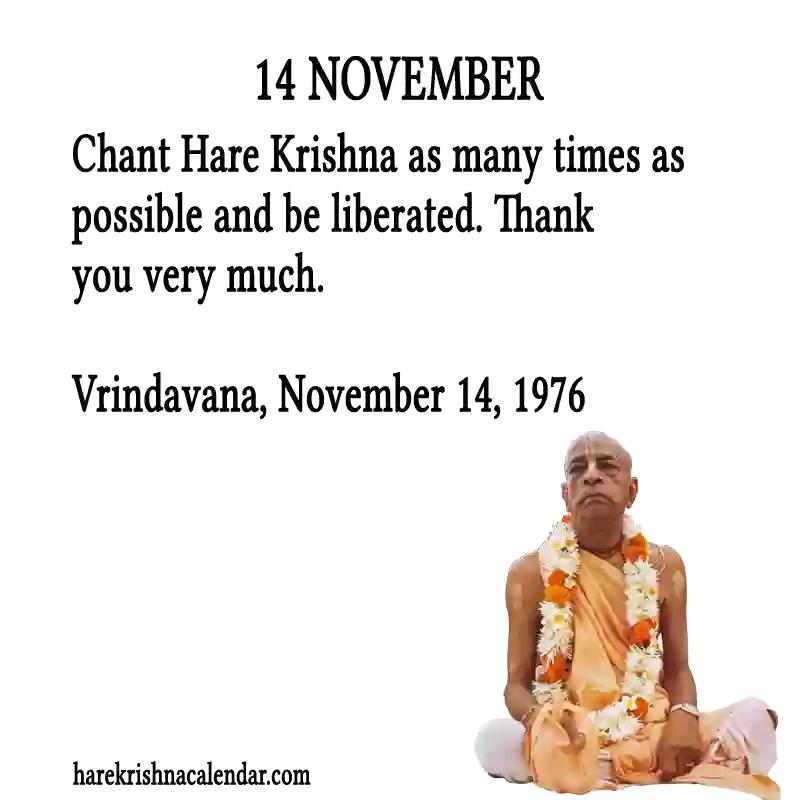 14 NOVEMBER
Chant Hare Krishna as many times as
possible and be liberated. Thank
you very much.
Vrindavana, November 14, 1976
harekrishnacalendar.com